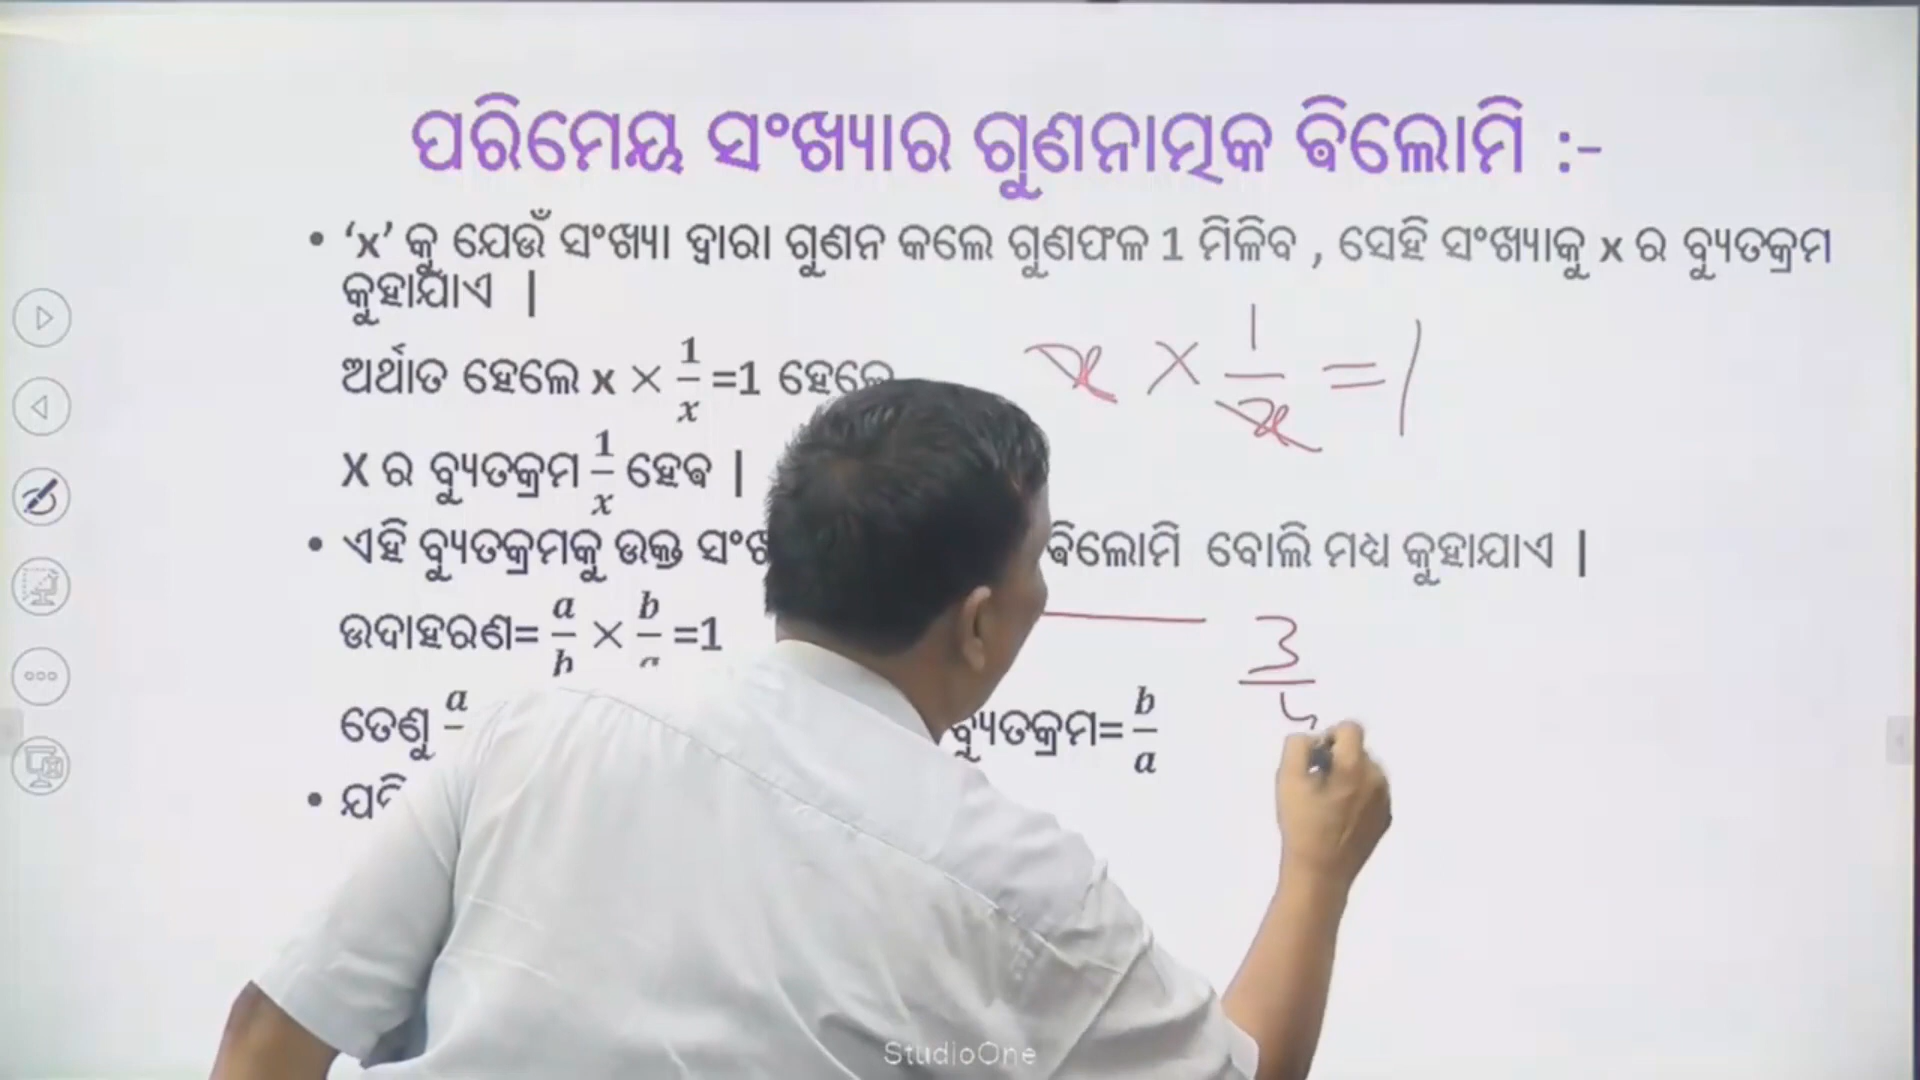 ପରିମେୟ ସଂଖ୍ୟାର ଗୁଣନାତ୍ମକ ବିଲୋମି :-
• ‘x’ କୁ ଯେଉଁ ସଂଖ୍ୟା ଦ୍ୱାରା ଗୁଣନ କଲେ ଗୁଣଫଳ 1 ମିଳିବ , ସେହି ସଂଖ୍ୟାକୁ x ର ବ୍ୟୁତକ୍ରମ
କୁହାଯାଏ |
ଅର୍ଥାତ ହେଲେ x × 1/x =1 ହେଲେ
x × 1/x = 1
X ର ବ୍ୟୁତକ୍ରମ 1/x ହେବ |
• ଏହି ବ୍ୟୁତକ୍ରମକୁ ଉକ୍ତ ବିଲୋମି ବୋଲି ମଧ୍ୟ କୁହାଯାଏ |
ଉଦାହରଣ= a/b × b/a =1
3
ତେଣୁ a ବ୍ୟୁତକ୍ରମ= b/a
StudioOne